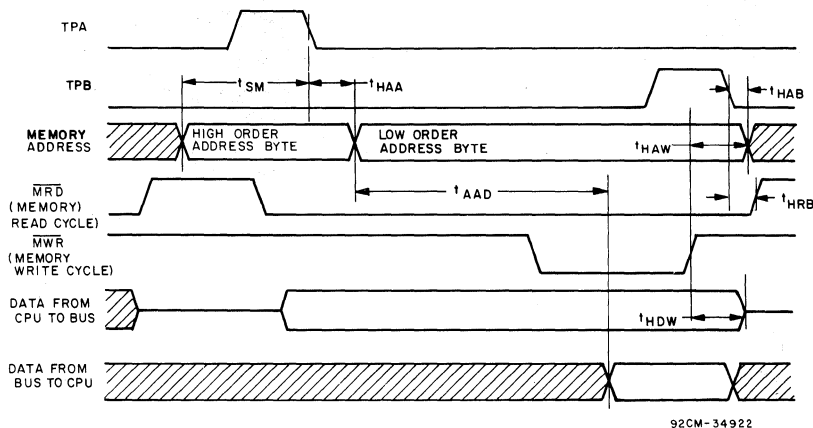 TPA
TPB
t SM
t HAA
t HAB
MEMORY
ADDRESS
HIGH ORDER
ADDRESS BYTE
LOW ORDER
ADDRESS BYTE
t HAW
MRD
(MEMORY)
READ CYCLE)
t AAD
t HRB
MWR
(MEMORY
WRITE CYCLE)
DATA FROM
CPU TO BUS
t HDW
DATA FROM
BUS TO CPU
92CM-34922